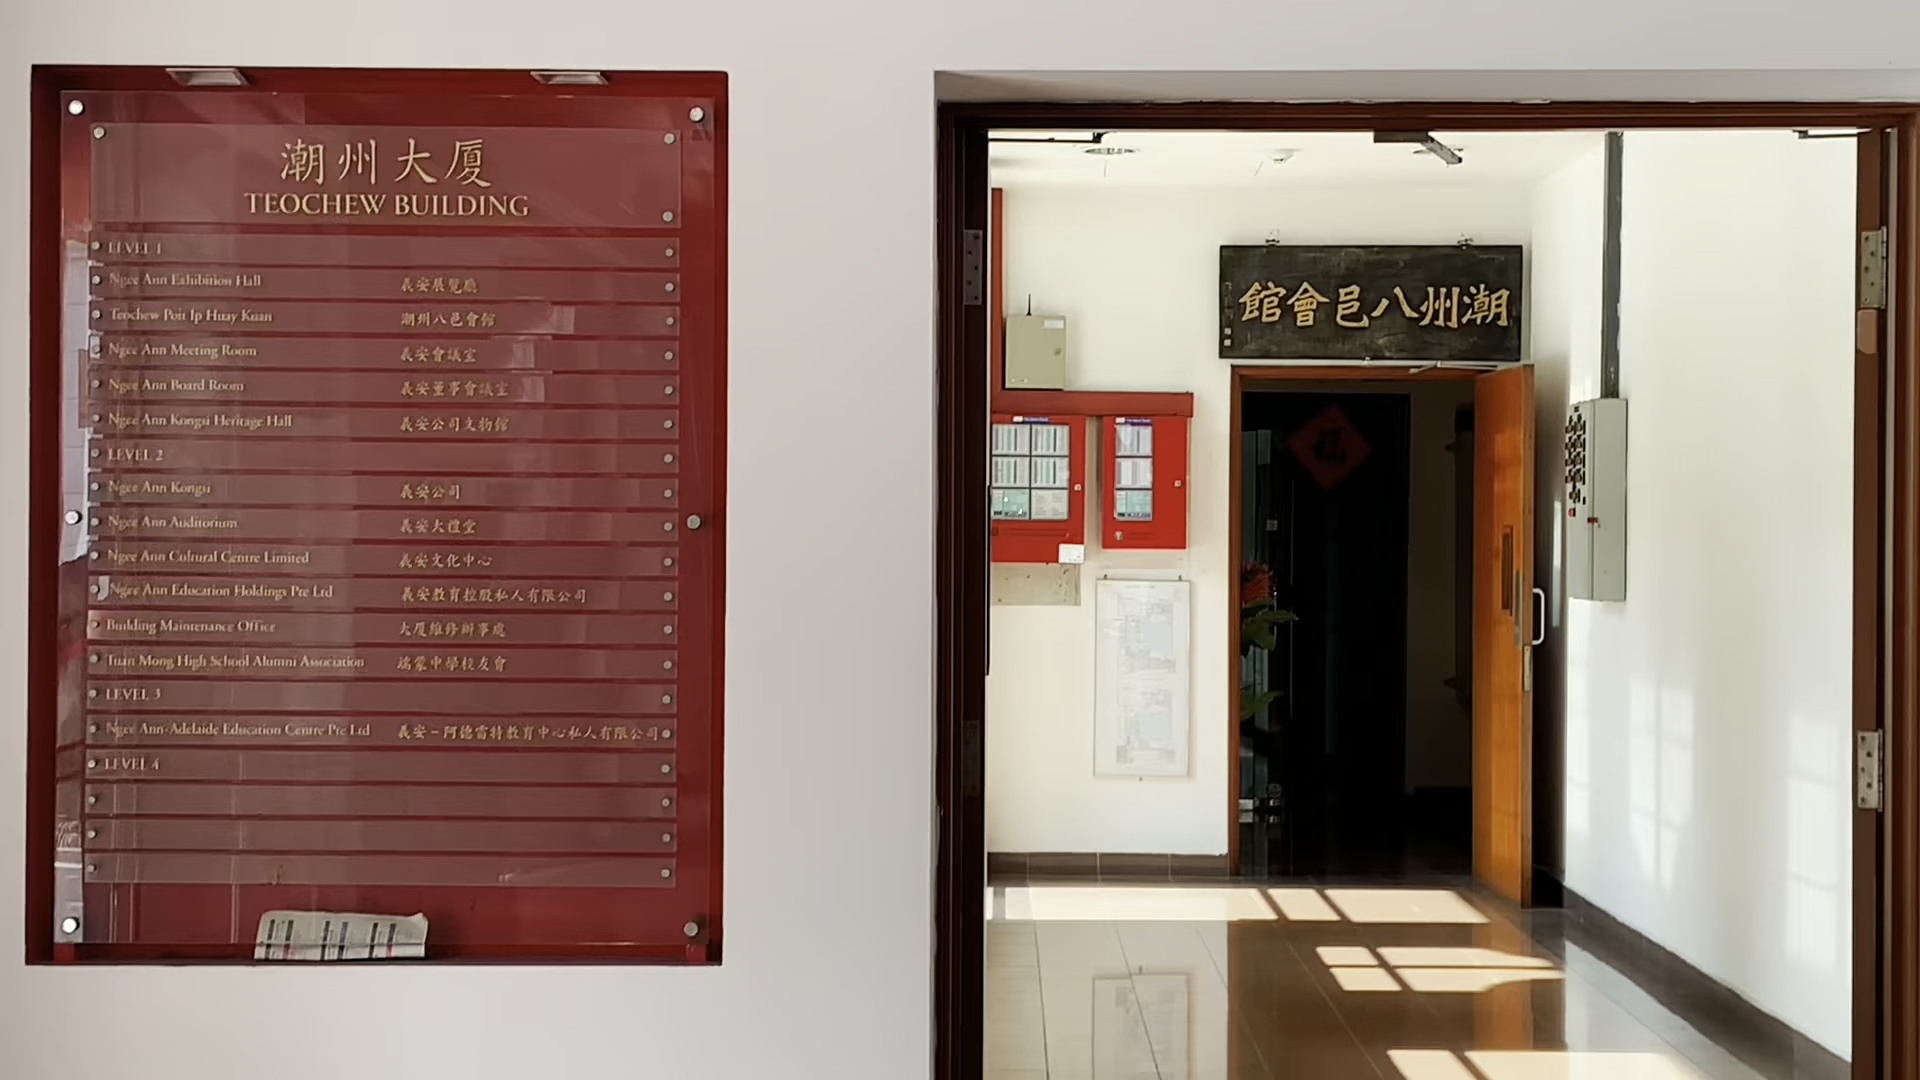 潮州大厦
TEOCHEW BUILDING
LEVEL 1
Ngee Ann Exhibition Hall 義安展覽廳
Teochew Poit Ip Huay Kuan 潮州八邑會館
Ngee Ann Meeting Room 義安會議室
Ngee Ann Board Room 義安董事會議室
Ngee Ann Kongsi Heritage Hall 義安公司文物館
LEVEL 2
Ngee Ann Kongsi 義安公司
Ngee Ann Auditorium 義安大禮堂
Ngee Ann Cultural Centre Limited 義安文化中心
Ngee Ann Education Holdings Pte Ltd 義安教育控股私人有限公司
Building Maintenance Office 大厦維修辦事處
Tuan Mong High School Alumni Association 端蒙中學校友會
LEVEL 3
Ngee Ann-Adelaide Education Centre Pte Ltd 義安-阿德雷特教育中心私人有限公司
LEVEL 4
館會邑八州潮
福